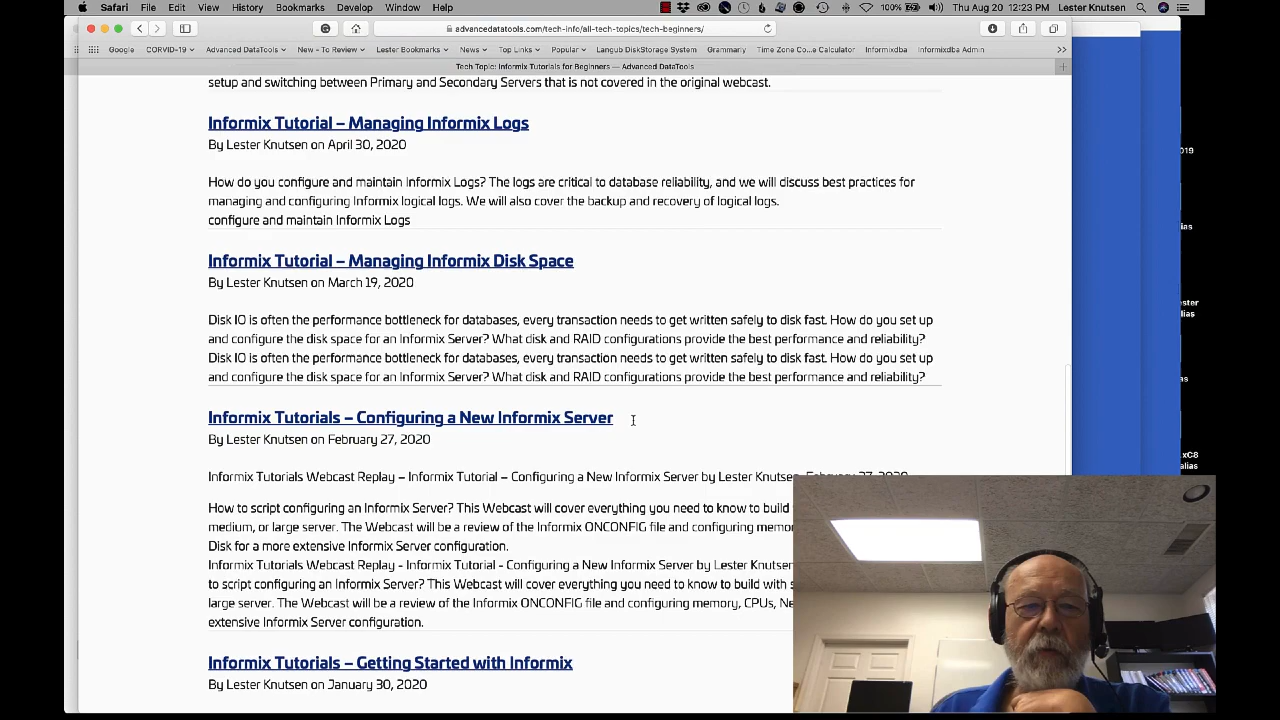 Safari File Edit View History Bookmarks Develop Window Help 100% Thu Aug 20 12:23 PM Lester Knutsen
advancedatatools.com/tech-info/all-tech-topics/tech-beginners/
Google CORVID-19 Advanced DataTools New - To Review Lester Bookmarks News Top Links Popular Langub DiskStorage System Grammarly Time Zone Co...e Calculator Informixdba Informixdba Admin
Tech Topic: Informix Tutorials for Beginners — Advanced DataTools
setup and switching between Primary and Secondary Servers that is not covered in the original webcast.
Informix Tutorial – Managing Informix Logs
By Lester Knutsen on April 30, 2020
How do you configure and maintain Informix Logs? The logs are critical to database reliability, and we will discuss best practices for
managing and configuring Informix logical logs. We will also cover the backup and recovery of logical logs.
configure and maintain Informix Logs
Informix Tutorial – Managing Informix Disk Space
By Lester Knutsen on March 19, 2020
Disk IO is often the performance bottleneck for databases, every transaction needs to get written safely to disk fast. How do you set up
and configure the disk space for an Informix Server? What disk and RAID configurations provide the best performance and reliability?
Disk IO is often the performance bottleneck for databases, every transaction needs to get written safely to disk fast. How do you set up
and configure the disk space for an Informix Server? What disk and RAID configurations provide the best performance and reliability?
Informix Tutorials – Configuring a New Informix Server
By Lester Knutsen on February 27, 2020
Informix Tutorials Webcast Replay – Informix Tutorial – Configuring a New Informix Server by Lester Knutsen, February 27, 2020
How to script configuring an Informix Server? This Webcast will cover everything you need to know to build
medium, or large server. The Webcast will be a review of the Informix ONCONFIG file and configuring memor
Disk for a more extensive Informix Server configuration.
Informix Tutorials Webcast Replay - Informix Tutorial - Configuring a New Informix Server by Lester Knutsen
to script configuring an Informix Server? This Webcast will cover everything you need to know to build with s
large server. The Webcast will be a review of the Informix ONCONFIG file and configuring memory, CPUs, Ne
extensive Informix Server configuration.
Informix Tutorials – Getting Started with Informix
By Lester Knutsen on January 30, 2020
019
ias
ester
lias
as
xC8
alias